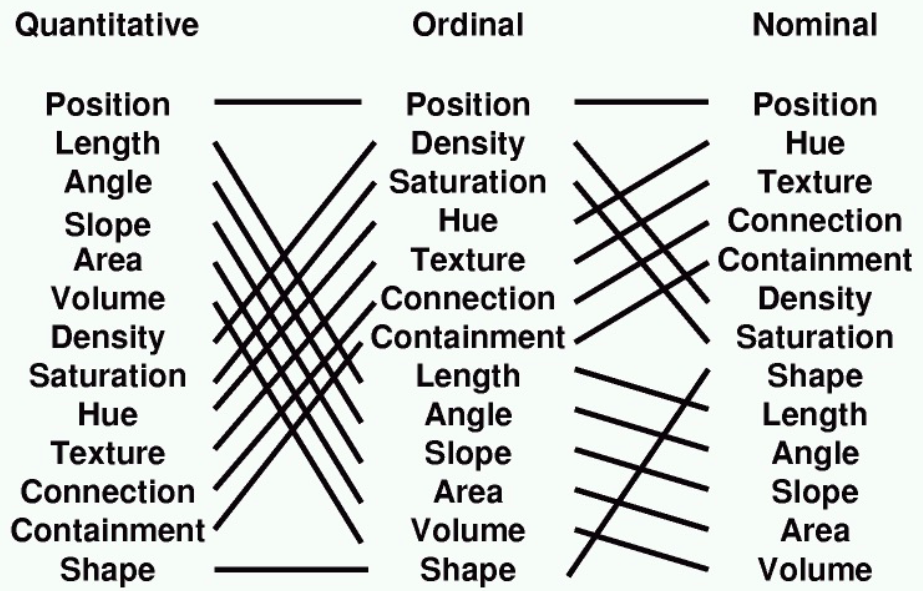 Quantitative Ordinal Nominal
Position Position Position
Length Density Hue
Angle Saturation Texture
Slope Hue Connection
Area Texture Containment
Volume Connection Density
Density Containment Saturation
Saturation Length Shape
Hue Angle Length
Texture Slope Angle
Connection Area Slope
Containment Volume Area
Shape Shape Volume